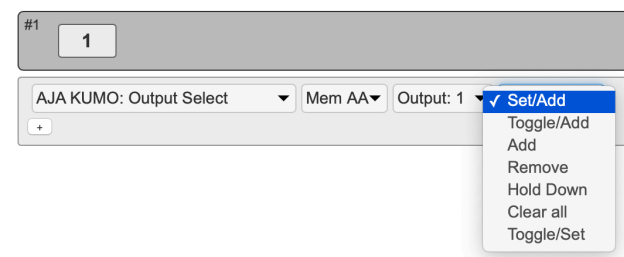 #1
1
AJA KUMO: Output Select Mem AA Output: 1
✓ Set/Add
Toggle/Add
+
Add
Remove
Hold Down
Clear all
Toggle/Set